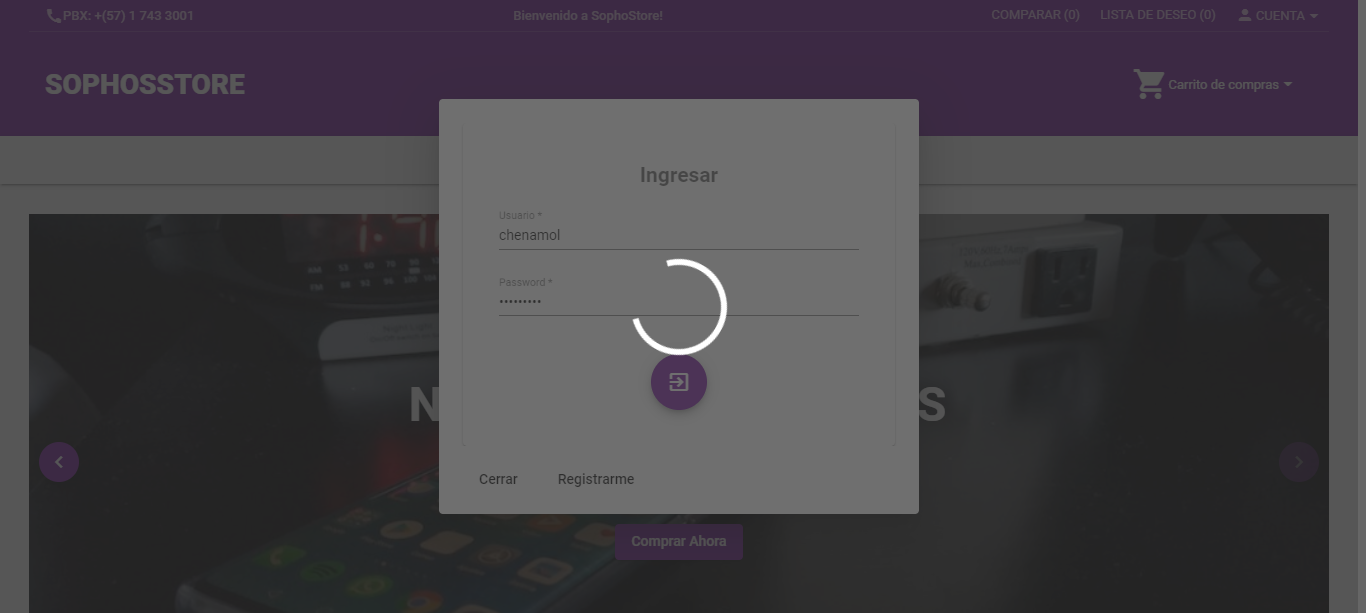 PBX: +(57) 1 743 3001
Bienvenido a SophoStore!
COMPARAR (0)
LISTA DE DESEO (0)
CUENTA
SOPHOSSTORE
Carrito de compras
Ingresar
Usuario *
chenamol
Password *
•••••••••
Cerrar
Registrarme
Comprar Ahora